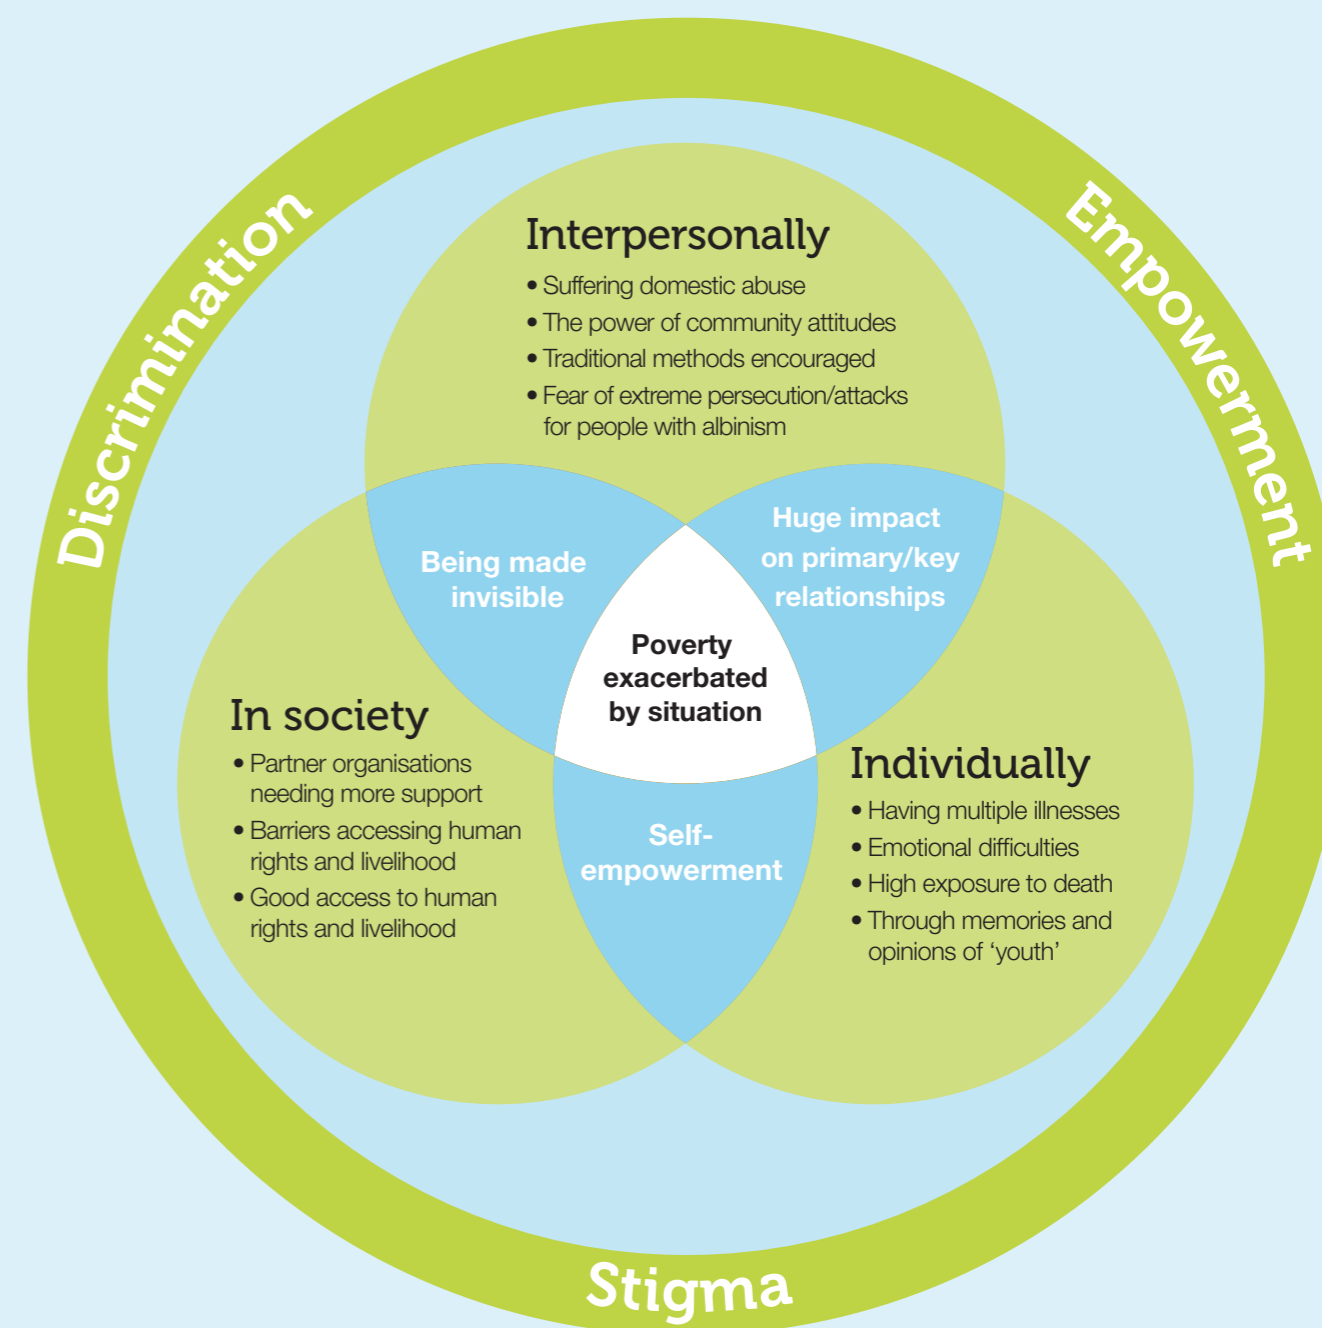 Discrimination
Empowerment
Interpersonally
• Suffering domestic abuse
• The power of community attitudes
• Traditional methods encouraged
• Fear of extreme persecution/attacks
for people with albinism
Being made
invisible
Huge impact
on primary/key
relationships
Poverty
exacerbated
by situation
In society
• Partner organisations
needing more support
• Barriers accessing human
rights and livelihood
• Good access to human
rights and livelihood
Individually
• Having multiple illnesses
• Emotional difficulties
• High exposure to death
• Through memories and
opinions of ‘youth’
Self-
empowerment
Stigma